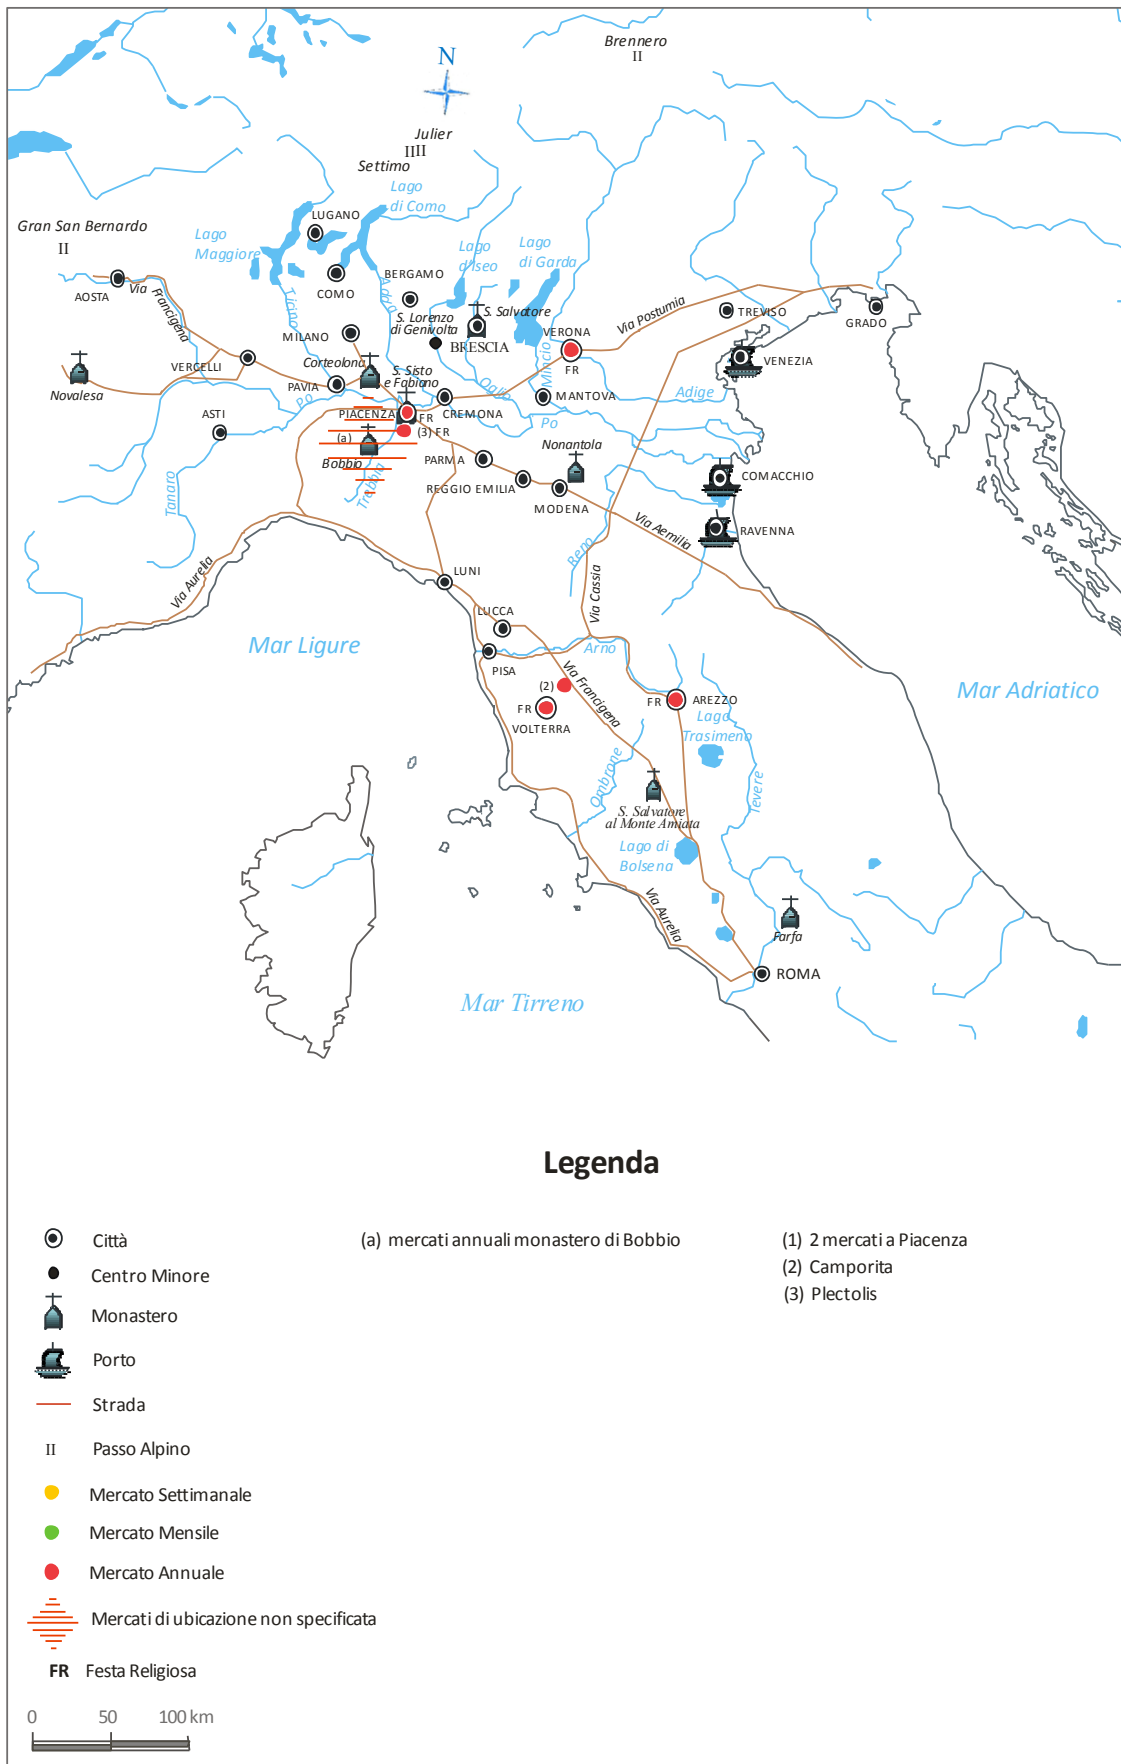 Brennero
II
N
Julier
IIII
Settimo
Lago
di Como
Gran San Bernardo
II
LUGANO
Lago
Maggiore
Lago
d'Iseo
Lago
di Garda
AOSTA
Via
Francigena
COMO
Ticino
Adda
BERGAMO
S. Lorenzo
di Genivolta
S. Salvatore
BRESCIA
VERONA
FR
Via Postumia
TREVISO
GRADO
MILANO
VERCELLI
Corteolona
S. Sisto
e Fabiano
Mincio
VENEZIA
Novalesa
PAVIA
Po
Oglio
MANTOVA
Adige
ASTI
PIACENZA
FR
CREMONA
Po
(3) FR
(a)
Bobbio
Trebbia
PARMA
Nonantola
REGGIO EMILIA
MODENA
COMACCHIO
Tanaro
RAVENNA
Via Aemilia
Reno
Via Aurelia
LUNI
Via Cassia
LUCCA
Mar Ligure
Arno
PISA
(2)
Via Francigena
FR
AREZZO
Mar Adriatico
FR
VOLTERRA
Lago
Trasimeno
Ombrone
Tevere
S. Salvatore
al Monte Amiata
Lago di
Bolsena
Via Aurelia
Farfa
ROMA
Mar Tirreno
Legenda
Città
(a) mercati annuali monastero di Bobbio
(1) 2 mercati a Piacenza
Centro Minore
(2) Camporita
(3) Plectolis
Monastero
Porto
Strada
II Passo Alpino
Mercato Settimanale
Mercato Mensile
Mercato Annuale
Mercati di ubicazione non specificata
FR Festa Religiosa
0 50 100 km